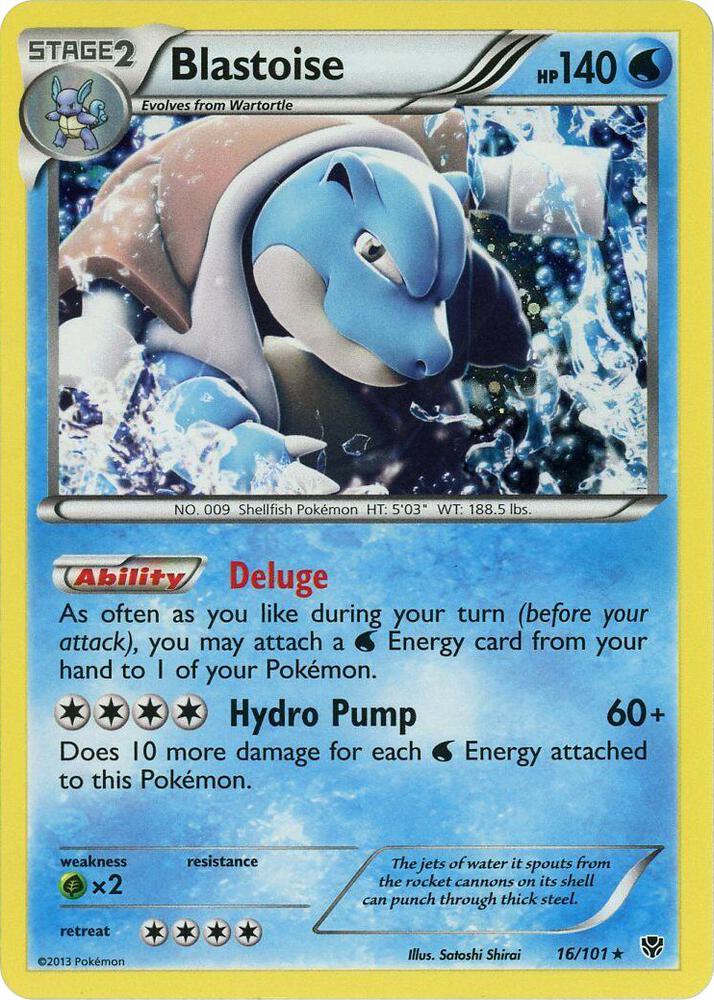 STAGE2
Blastoise
HP140
Evolves from Wartortle
NO. 009 Shellfish Pokémon HT: 5'03" WT: 188.5 lbs.
Ability Deluge
As often as you like during your turn (before your
attack), you may attach a Energy card from your
hand to 1 of your Pokémon.
Hydro Pump 60+
Does 10 more damage for each Energy attached
to this Pokémon.
weakness resistance
×2
retreat
The jets of water it spouts from
the rocket cannons on its shell
can punch through thick steel.
Illus. Satoshi Shirai 16/101 ★
©2013 Pokémon